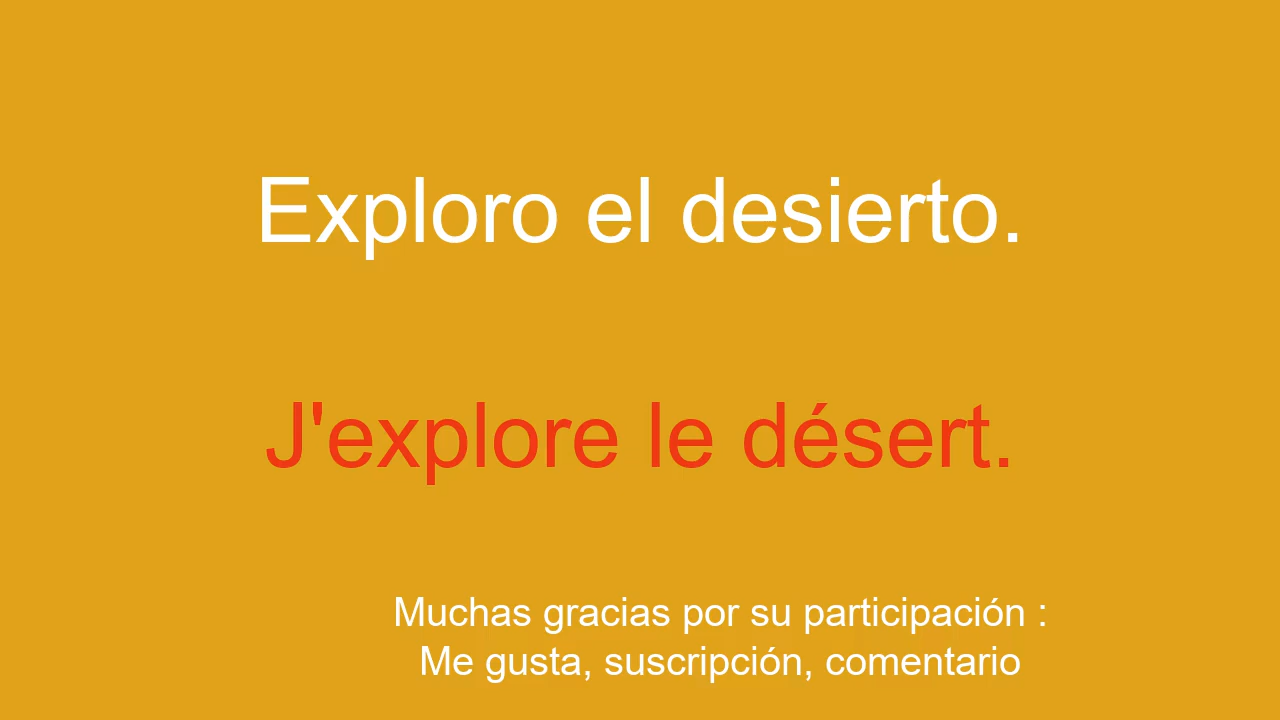 Exploro el desierto.
J'explore le désert.
Muchas gracias por su participación :
Me gusta, suscripción, comentario